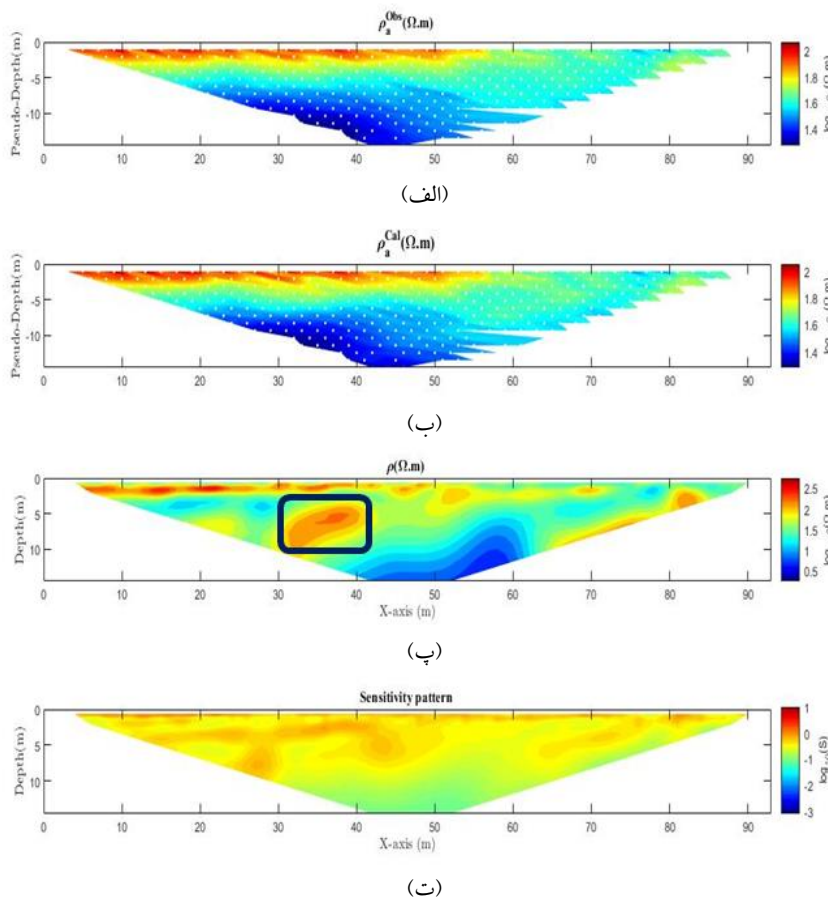 ρₐᴼᵇˢ(Ω.m)
Pseudo-Depth(m)
0
-5
-10
0 10 20 30 40 50 60 70 80 90
2
1.8
1.6
1.4
(الف)
ρₐᶜᵃˡ(Ω.m)
Pseudo-Depth(m)
0
-5
-10
0 10 20 30 40 50 60 70 80 90
2
1.8
1.6
1.4
(ب)
ρ(Ω.m)
Depth(m)
0
5
10
0 10 20 30 40 50 60 70 80 90
X-axis (m)
2.5
2
1.5
1
0.5
(پ)
Sensitivity pattern
Depth(m)
0
5
10
0 10 20 30 40 50 60 70 80 90
X-axis (m)
1
0
-1
-2
-3
(ت)